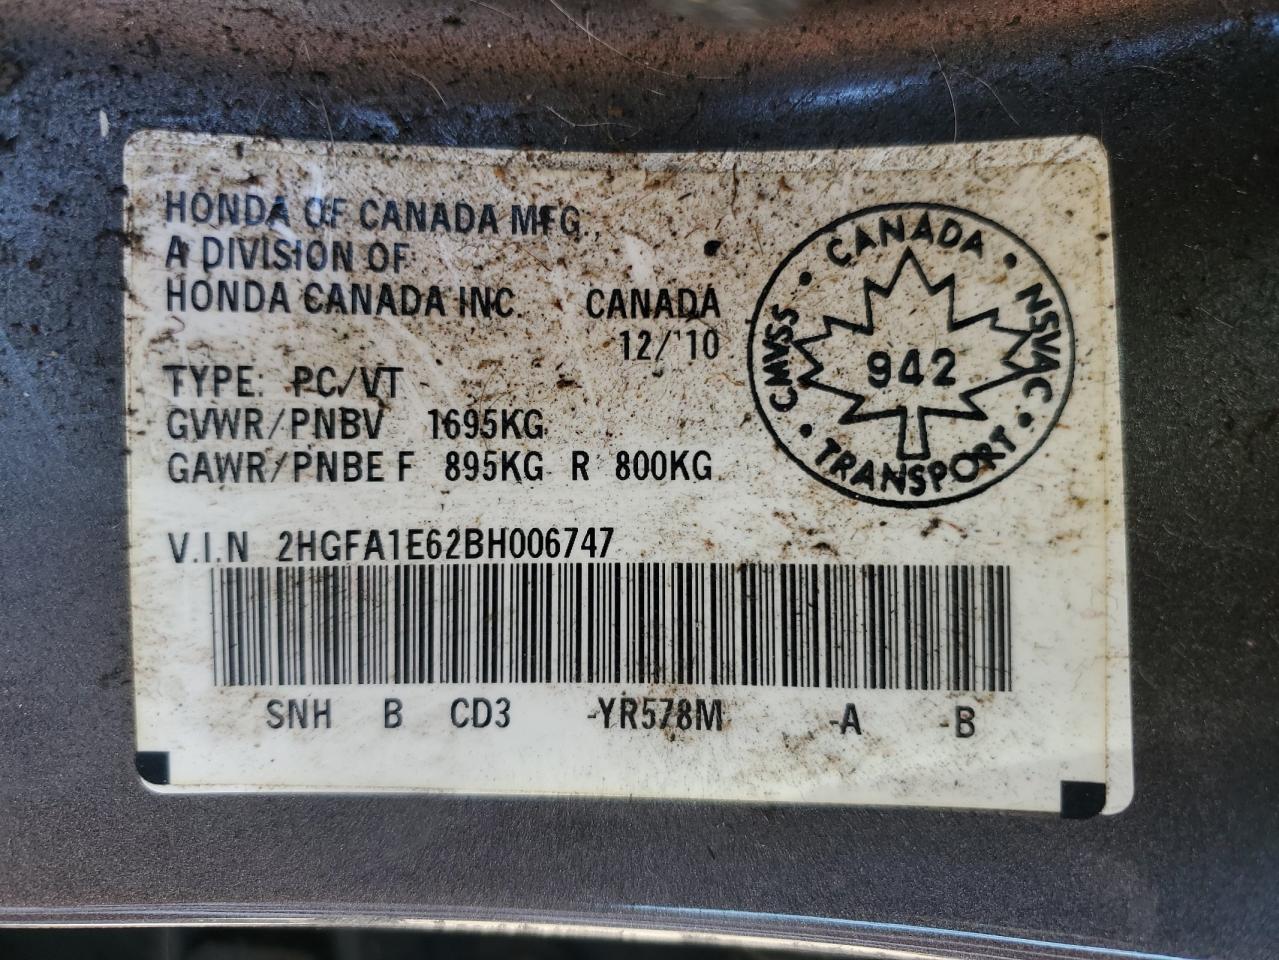 HONDA OF CANADA MFG.,
A DIVISION OF
HONDA CANADA INC. CANADA
12/'10
TYPE: PC/VT
GVWR/PNBV 1695KG
GAWR/PNBE F 895KG R 800KG
CANADA • NSVAC • TRANSPORT • CMVSS •
942
V.I.N 2HGFA1E62BH006747
SNH B CD3 -YR578M -A -B